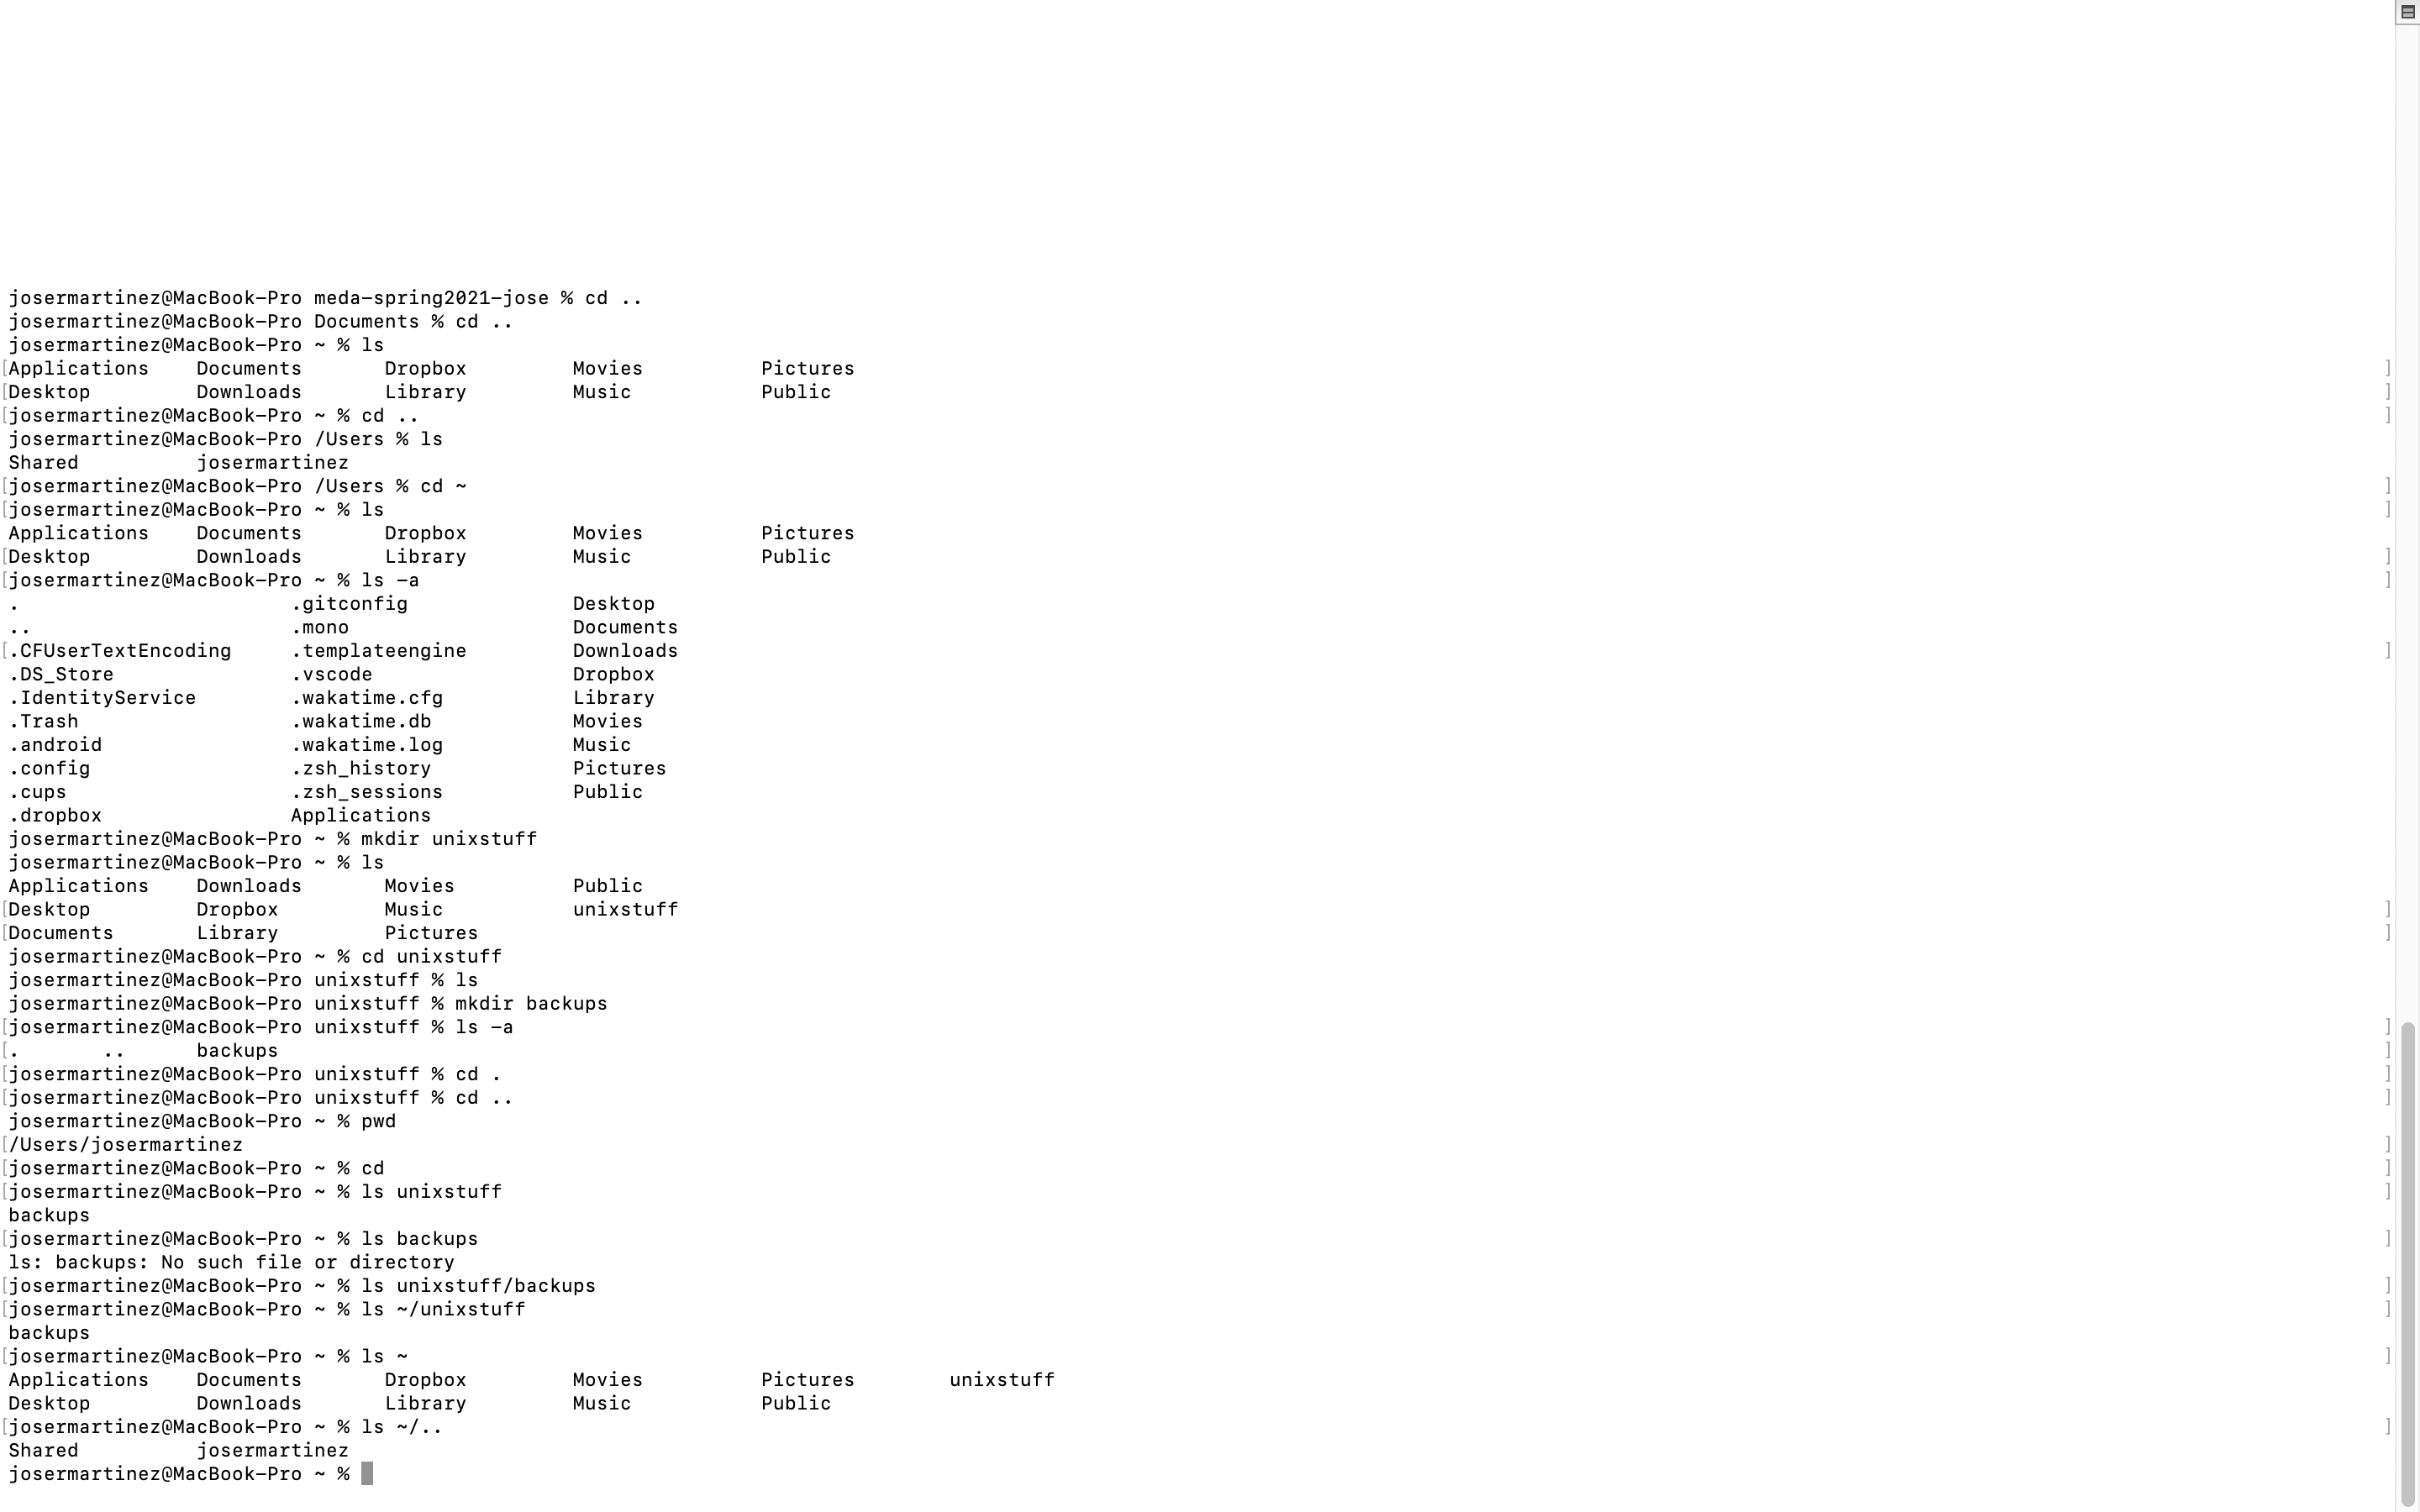 josermartinez@MacBook-Pro meda-spring2021-jose % cd ..
josermartinez@MacBook-Pro Documents % cd ..
josermartinez@MacBook-Pro ~ % ls
[Applications    Documents       Dropbox         Movies          Pictures ]
[Desktop         Downloads       Library         Music           Public ]
[josermartinez@MacBook-Pro ~ % cd .. ]
josermartinez@MacBook-Pro /Users % ls
Shared          josermartinez
[josermartinez@MacBook-Pro /Users % cd ~ ]
[josermartinez@MacBook-Pro ~ % ls ]
Applications    Documents       Dropbox         Movies          Pictures
[Desktop         Downloads       Library         Music           Public ]
[josermartinez@MacBook-Pro ~ % ls -a ]
.                       .gitconfig              Desktop
..                      .mono                   Documents
[.CFUserTextEncoding     .templateengine         Downloads ]
.DS_Store               .vscode                 Dropbox
.IdentityService        .wakatime.cfg           Library
.Trash                  .wakatime.db            Movies
.android                .wakatime.log           Music
.config                 .zsh_history            Pictures
.cups                   .zsh_sessions           Public
.dropbox                Applications
josermartinez@MacBook-Pro ~ % mkdir unixstuff
josermartinez@MacBook-Pro ~ % ls
Applications    Downloads       Movies          Public
[Desktop         Dropbox         Music           unixstuff ]
[Documents       Library         Pictures ]
josermartinez@MacBook-Pro ~ % cd unixstuff
josermartinez@MacBook-Pro unixstuff % ls
josermartinez@MacBook-Pro unixstuff % mkdir backups
[josermartinez@MacBook-Pro unixstuff % ls -a ]
[.       ..      backups ]
[josermartinez@MacBook-Pro unixstuff % cd . ]
[josermartinez@MacBook-Pro unixstuff % cd .. ]
josermartinez@MacBook-Pro ~ % pwd
[/Users/josermartinez ]
[josermartinez@MacBook-Pro ~ % cd ]
[josermartinez@MacBook-Pro ~ % ls unixstuff ]
backups
[josermartinez@MacBook-Pro ~ % ls backups ]
ls: backups: No such file or directory
[josermartinez@MacBook-Pro ~ % ls unixstuff/backups ]
[josermartinez@MacBook-Pro ~ % ls ~/unixstuff ]
backups
[josermartinez@MacBook-Pro ~ % ls ~ ]
Applications    Documents       Dropbox         Movies          Pictures        unixstuff
Desktop         Downloads       Library         Music           Public
[josermartinez@MacBook-Pro ~ % ls ~/.. ]
Shared          josermartinez
josermartinez@MacBook-Pro ~ %